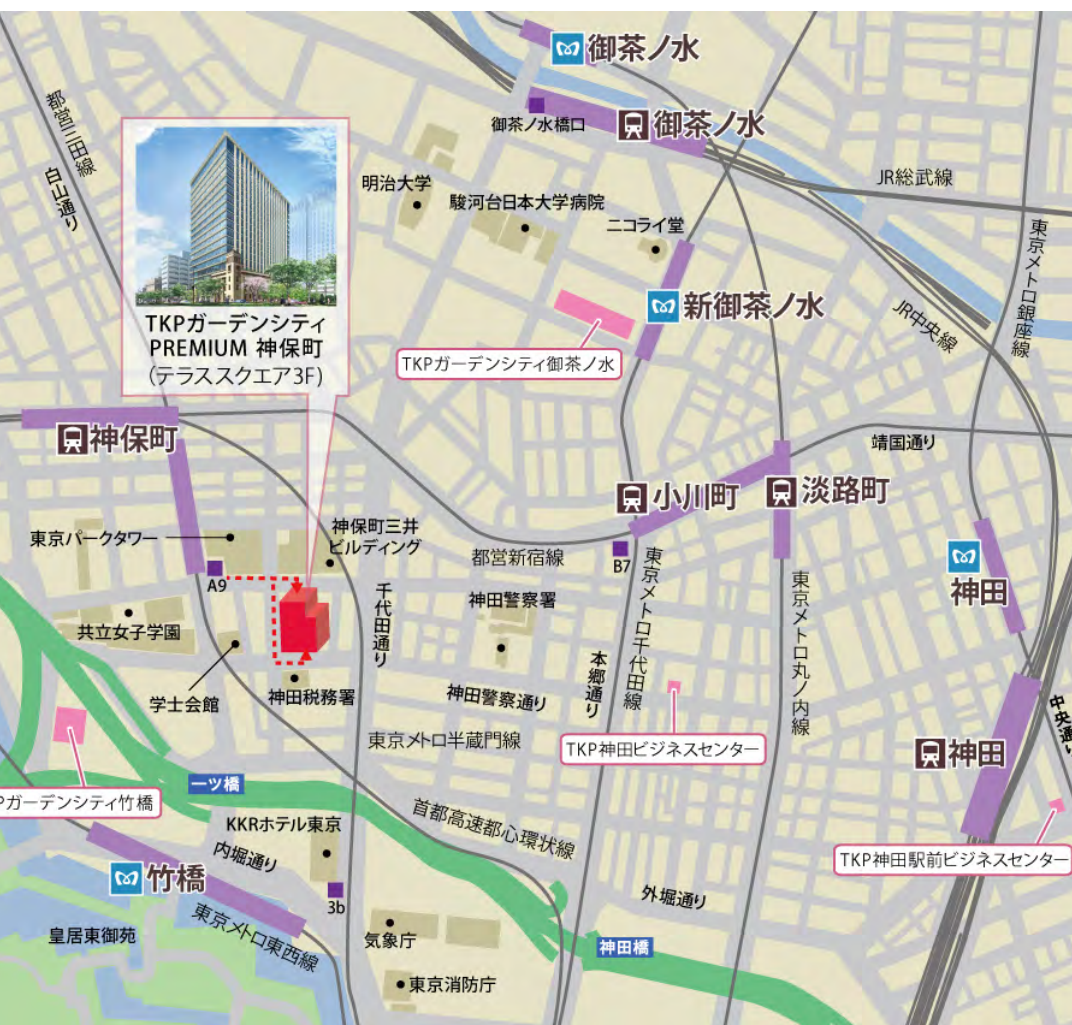 御茶ノ水
御茶ノ水橋口
御茶ノ水
都営三田線
白山通り
明治大学
駿河台日本大学病院
ニコライ堂
JR総武線
東京メトロ銀座線
JR中央線
新御茶ノ水
TKPガーデンシティ
PREMIUM 神保町
(テラススクエア3F)
TKPガーデンシティ御茶ノ水
神保町
靖国通り
小川町
淡路町
東京パークタワー
神保町三井
ビルディング
都営新宿線
B7
A9
神田
千代田通り
神田警察署
東京メトロ千代田線
本郷通り
東京メトロ丸ノ内線
共立女子学園
学士会館
神田税務署
神田警察通り
東京メトロ半蔵門線
TKP神田ビジネスセンター
神田
中央通り
一ツ橋
Pガーデンシティ竹橋
KKRホテル東京
首都高速都心環状線
内堀通り
TKP神田駅前ビジネスセンター
竹橋
3b
外堀通り
東京メトロ東西線
皇居東御苑
気象庁
神田橋
東京消防庁